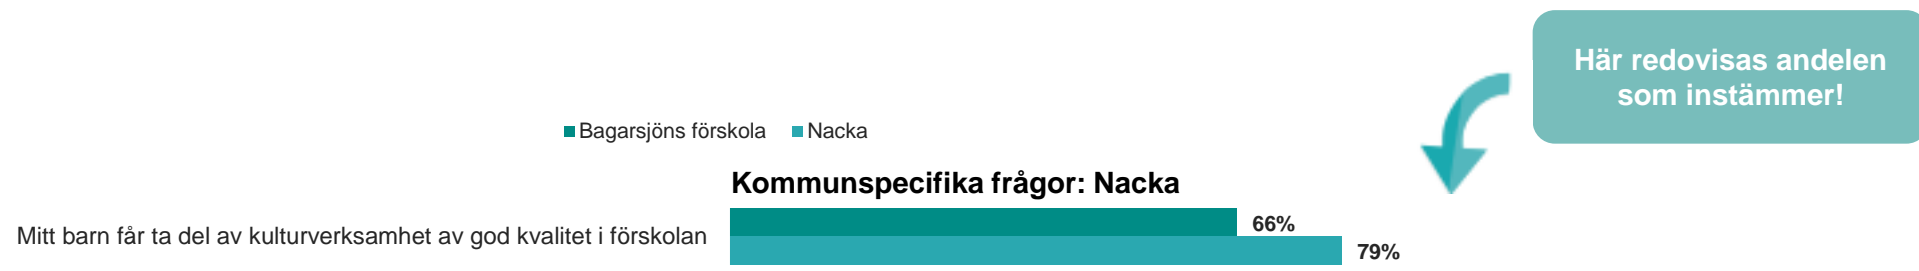 Här redovisas andelen
som instämmer!
Bagarsjöns förskola Nacka
Kommunspecifika frågor: Nacka
Mitt barn får ta del av kulturverksamhet av god kvalitet i förskolan
66%
79%